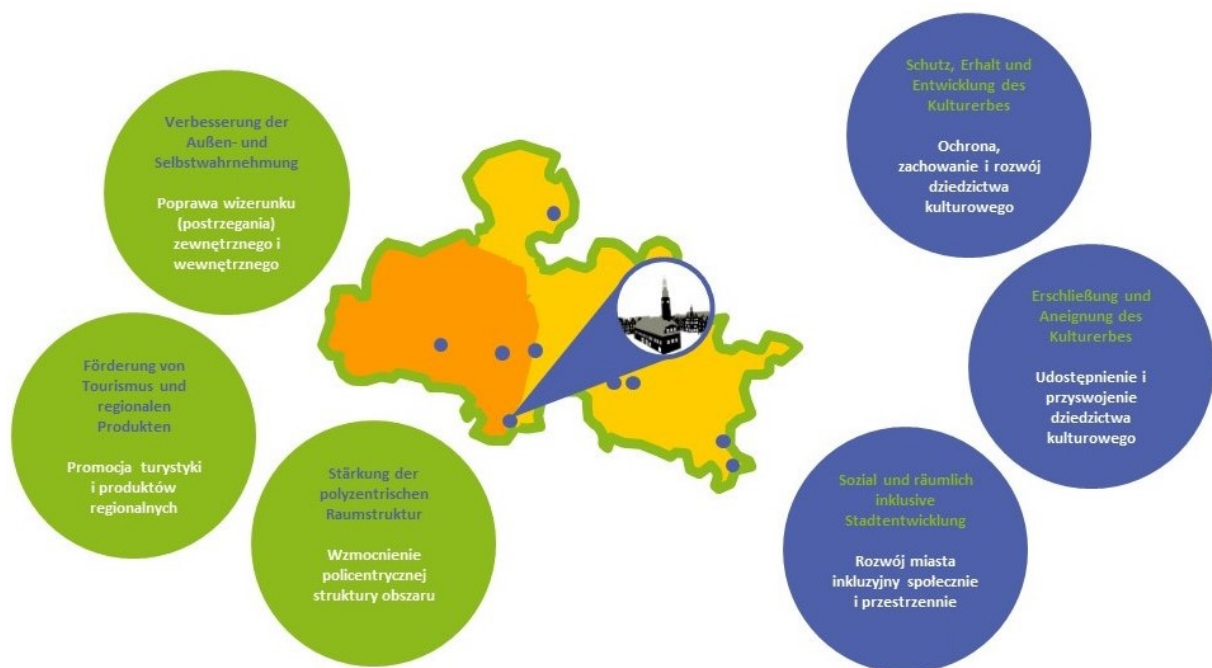 Verbesserung der
Außen- und
Selbstwahrnehmung
Poprawa wizerunku
(postrzegania)
zewnętrznego i
wewnętrznego
Förderung von
Tourismus und
regionalen
Produkten
Promocja turystyki
i produktów
regionalnych
Stärkung der
polyzentrischen
Raumstruktur
Wzmocnienie
policentrycznej
struktury obszaru
Schutz, Erhalt und
Entwicklung des
Kulturerbes
Ochrona,
zachowanie i rozwój
dziedzictwa
kulturowego
Erschließung und
Aneignung des
Kulturerbes
Udostępnienie i
przyswojenie
dziedzictwa
kulturowego
Sozial und räumlich
inklusive
Stadtentwicklung
Rozwój miasta
inkluzyjny społecznie
i przestrzennie